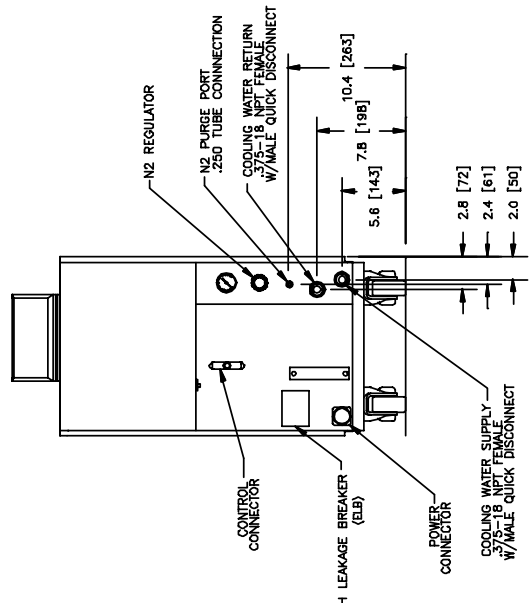 N2 REGULATOR
N2 PURGE PORT
.250 TUBE CONNNECTION
COOLING WATER RETURN
.375-18 NPT FEMALE
W/MALE QUICK DISCONNECT
10.4 [263]
7.8 [198]
5.6 [143]
2.8 [72]
2.4 [61]
2.0 [50]
CONTROL
CONNECTOR
H LEAKAGE BREAKER
(ELB)
POWER
CONNECTOR
COOLING WATER SUPPLY
.375-18 NPT FEMALE
W/MALE QUICK DISCONNECT